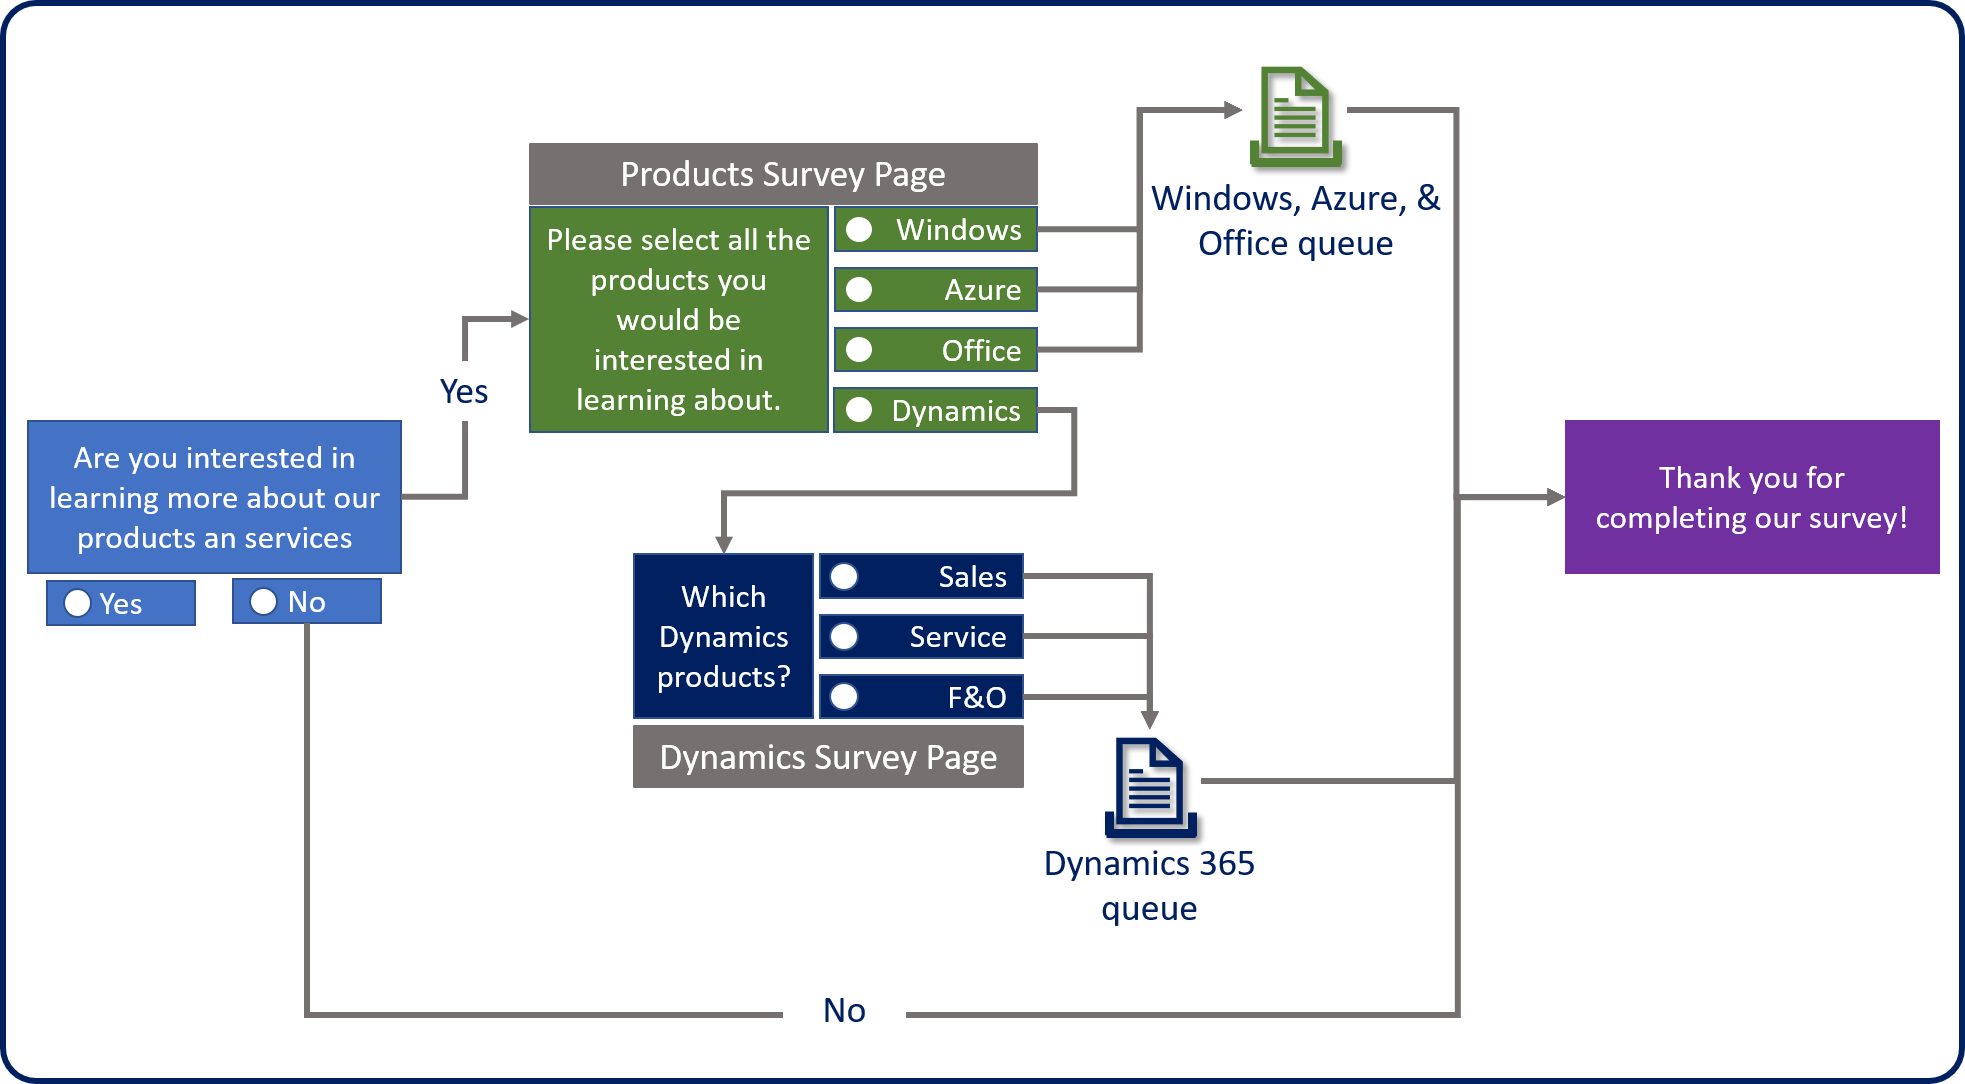 Products Survey Page
Please select all the
products you
would be
interested in
learning about.
Windows
Azure
Office
Dynamics
Windows, Azure, &
Office queue
Yes
Are you interested in
learning more about our
products an services
Yes
No
Which
Dynamics
products?
Sales
Service
F&O
Dynamics Survey Page
Dynamics 365
queue
Thank you for
completing our survey!
No